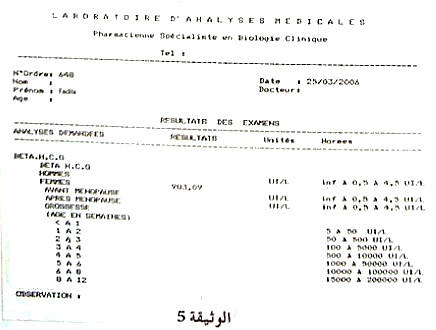 LABORATOIRE D'ANALYSES MEDICALES
Pharmacienne Spécialiste en Biologie Clinique
Tel :
N°Ordre: 648
Nom :
Prénom : Fadia
Age :
Date : 25/03/2006
Docteur:
RESULTATS DES EXAMENS
ANALYSES DEMANDEES RESULTATS Unités Normes
BETA.H.C.G
BETA H.C.G
HOMMES 903,09 UI/L inf à 0,5 à 4,5 UI/L
FEMMES
AVANT MENOPAUSE UI/L inf à 0,5 à 4,5 UI/L
APRES MENOPAUSE UI/L inf à 0,5 à 4,5 UI/L
GROSSESSE
(AGE EN SEMAINES)
< A 1 5 à 50 UI/L
1 A 2 50 à 500 UI/L
2 à 3 100 à 5000 UI/L
3 A 4 500 à 10000 UI/L
4 A 5 1000 à 50000 UI/L
5 A 6 10000 à 100000 UI/L
6 A 8 15000 à 200000 UI/L
8 A 12
OBSERVATION :
الوثيقة 5